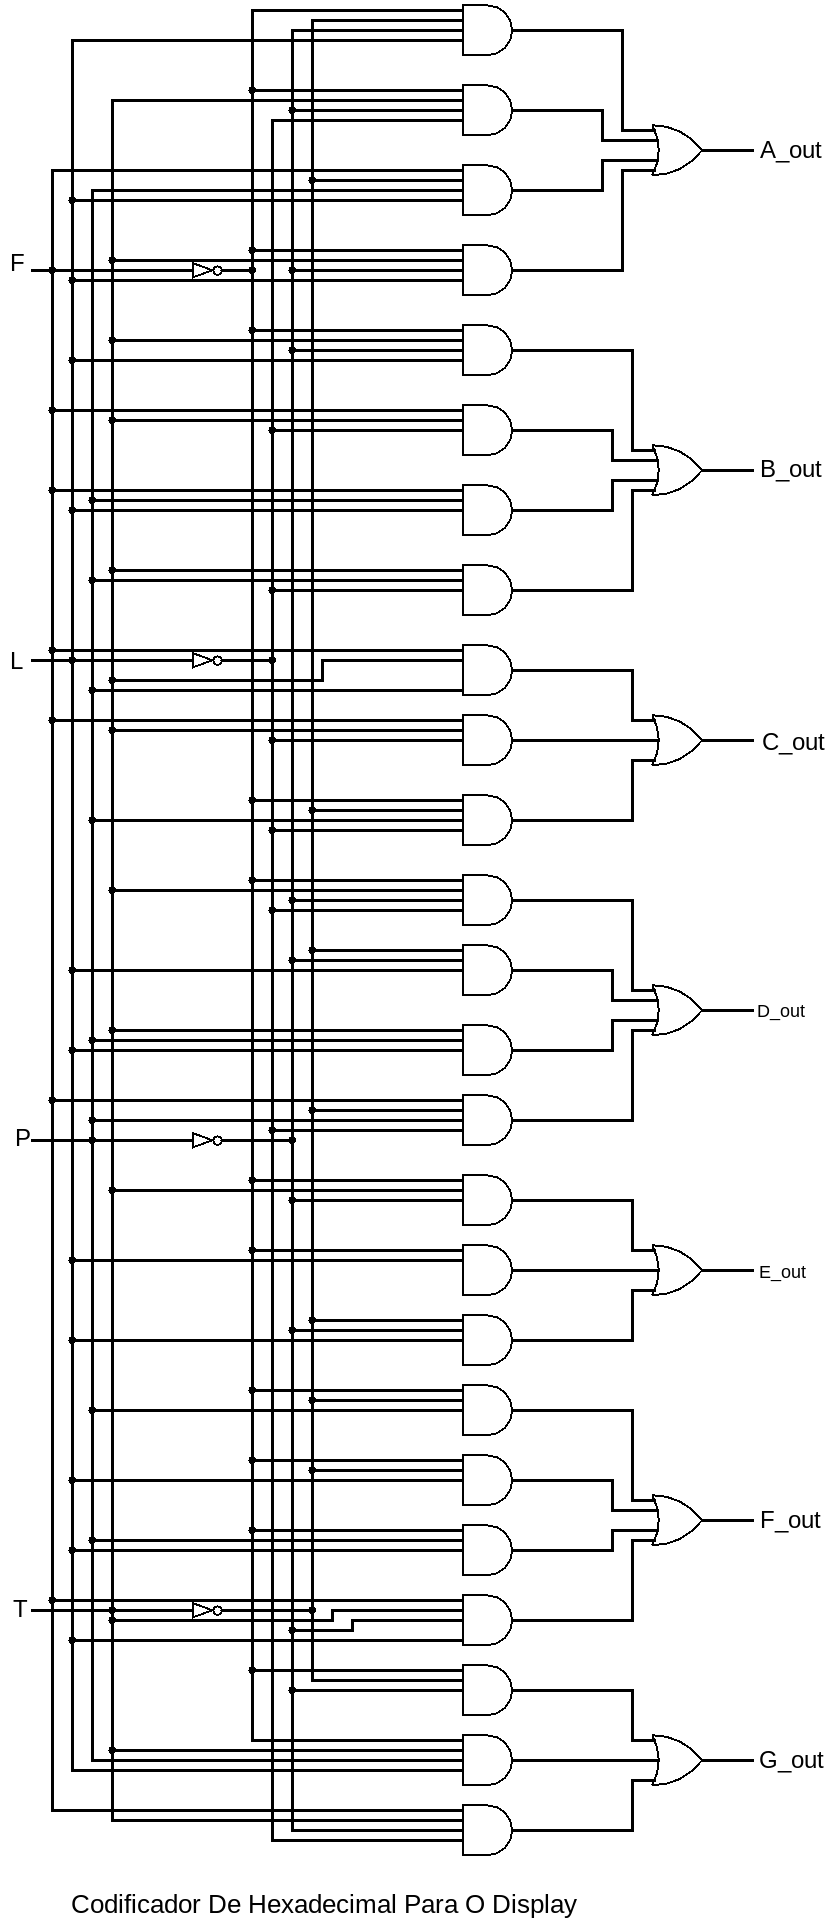 A_out
F
B_out
L
C_out
D_out
P
E_out
F_out
T
G_out
Codificador De Hexadecimal Para O Display